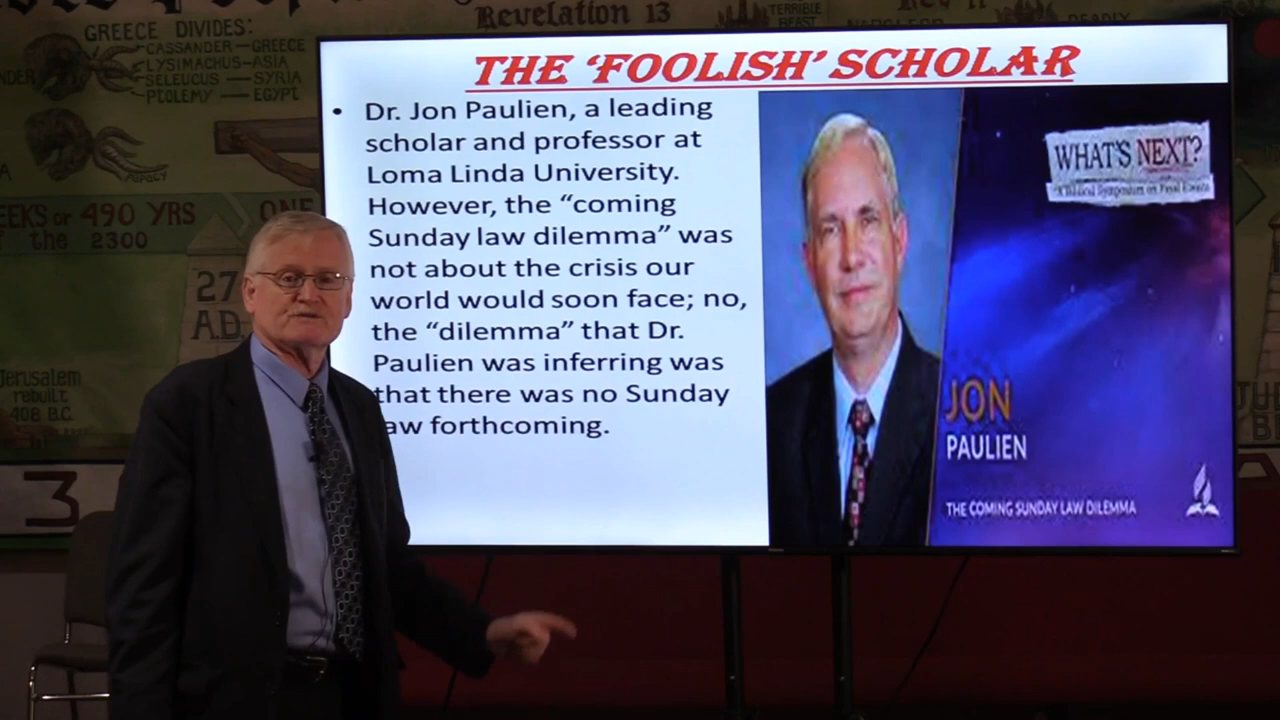 Revelation 13
TERRIBLE
BEAST
GREECE DIVIDES:
CASSANDER—GREECE
LYSIMACHUS—ASIA
SELEUCUS — SYRIA
PTOLEMY — EGYPT
EEKS or 490 YRS
the 2300
ONE
27
A.D.
Jerusalem
rebuilt
408 B.C.
3
THE ‘FOOLISH’ SCHOLAR
• Dr. Jon Paulien, a leading
scholar and professor at
Loma Linda University.
However, the “coming
Sunday law dilemma” was
not about the crisis our
world would soon face; no,
the “dilemma” that Dr.
Paulien was inferring was
that there was no Sunday
aw forthcoming.
WHAT'S NEXT?
A Biblical Symposium on Final Events
JON
PAULIEN
THE COMING SUNDAY LAW DILEMMA